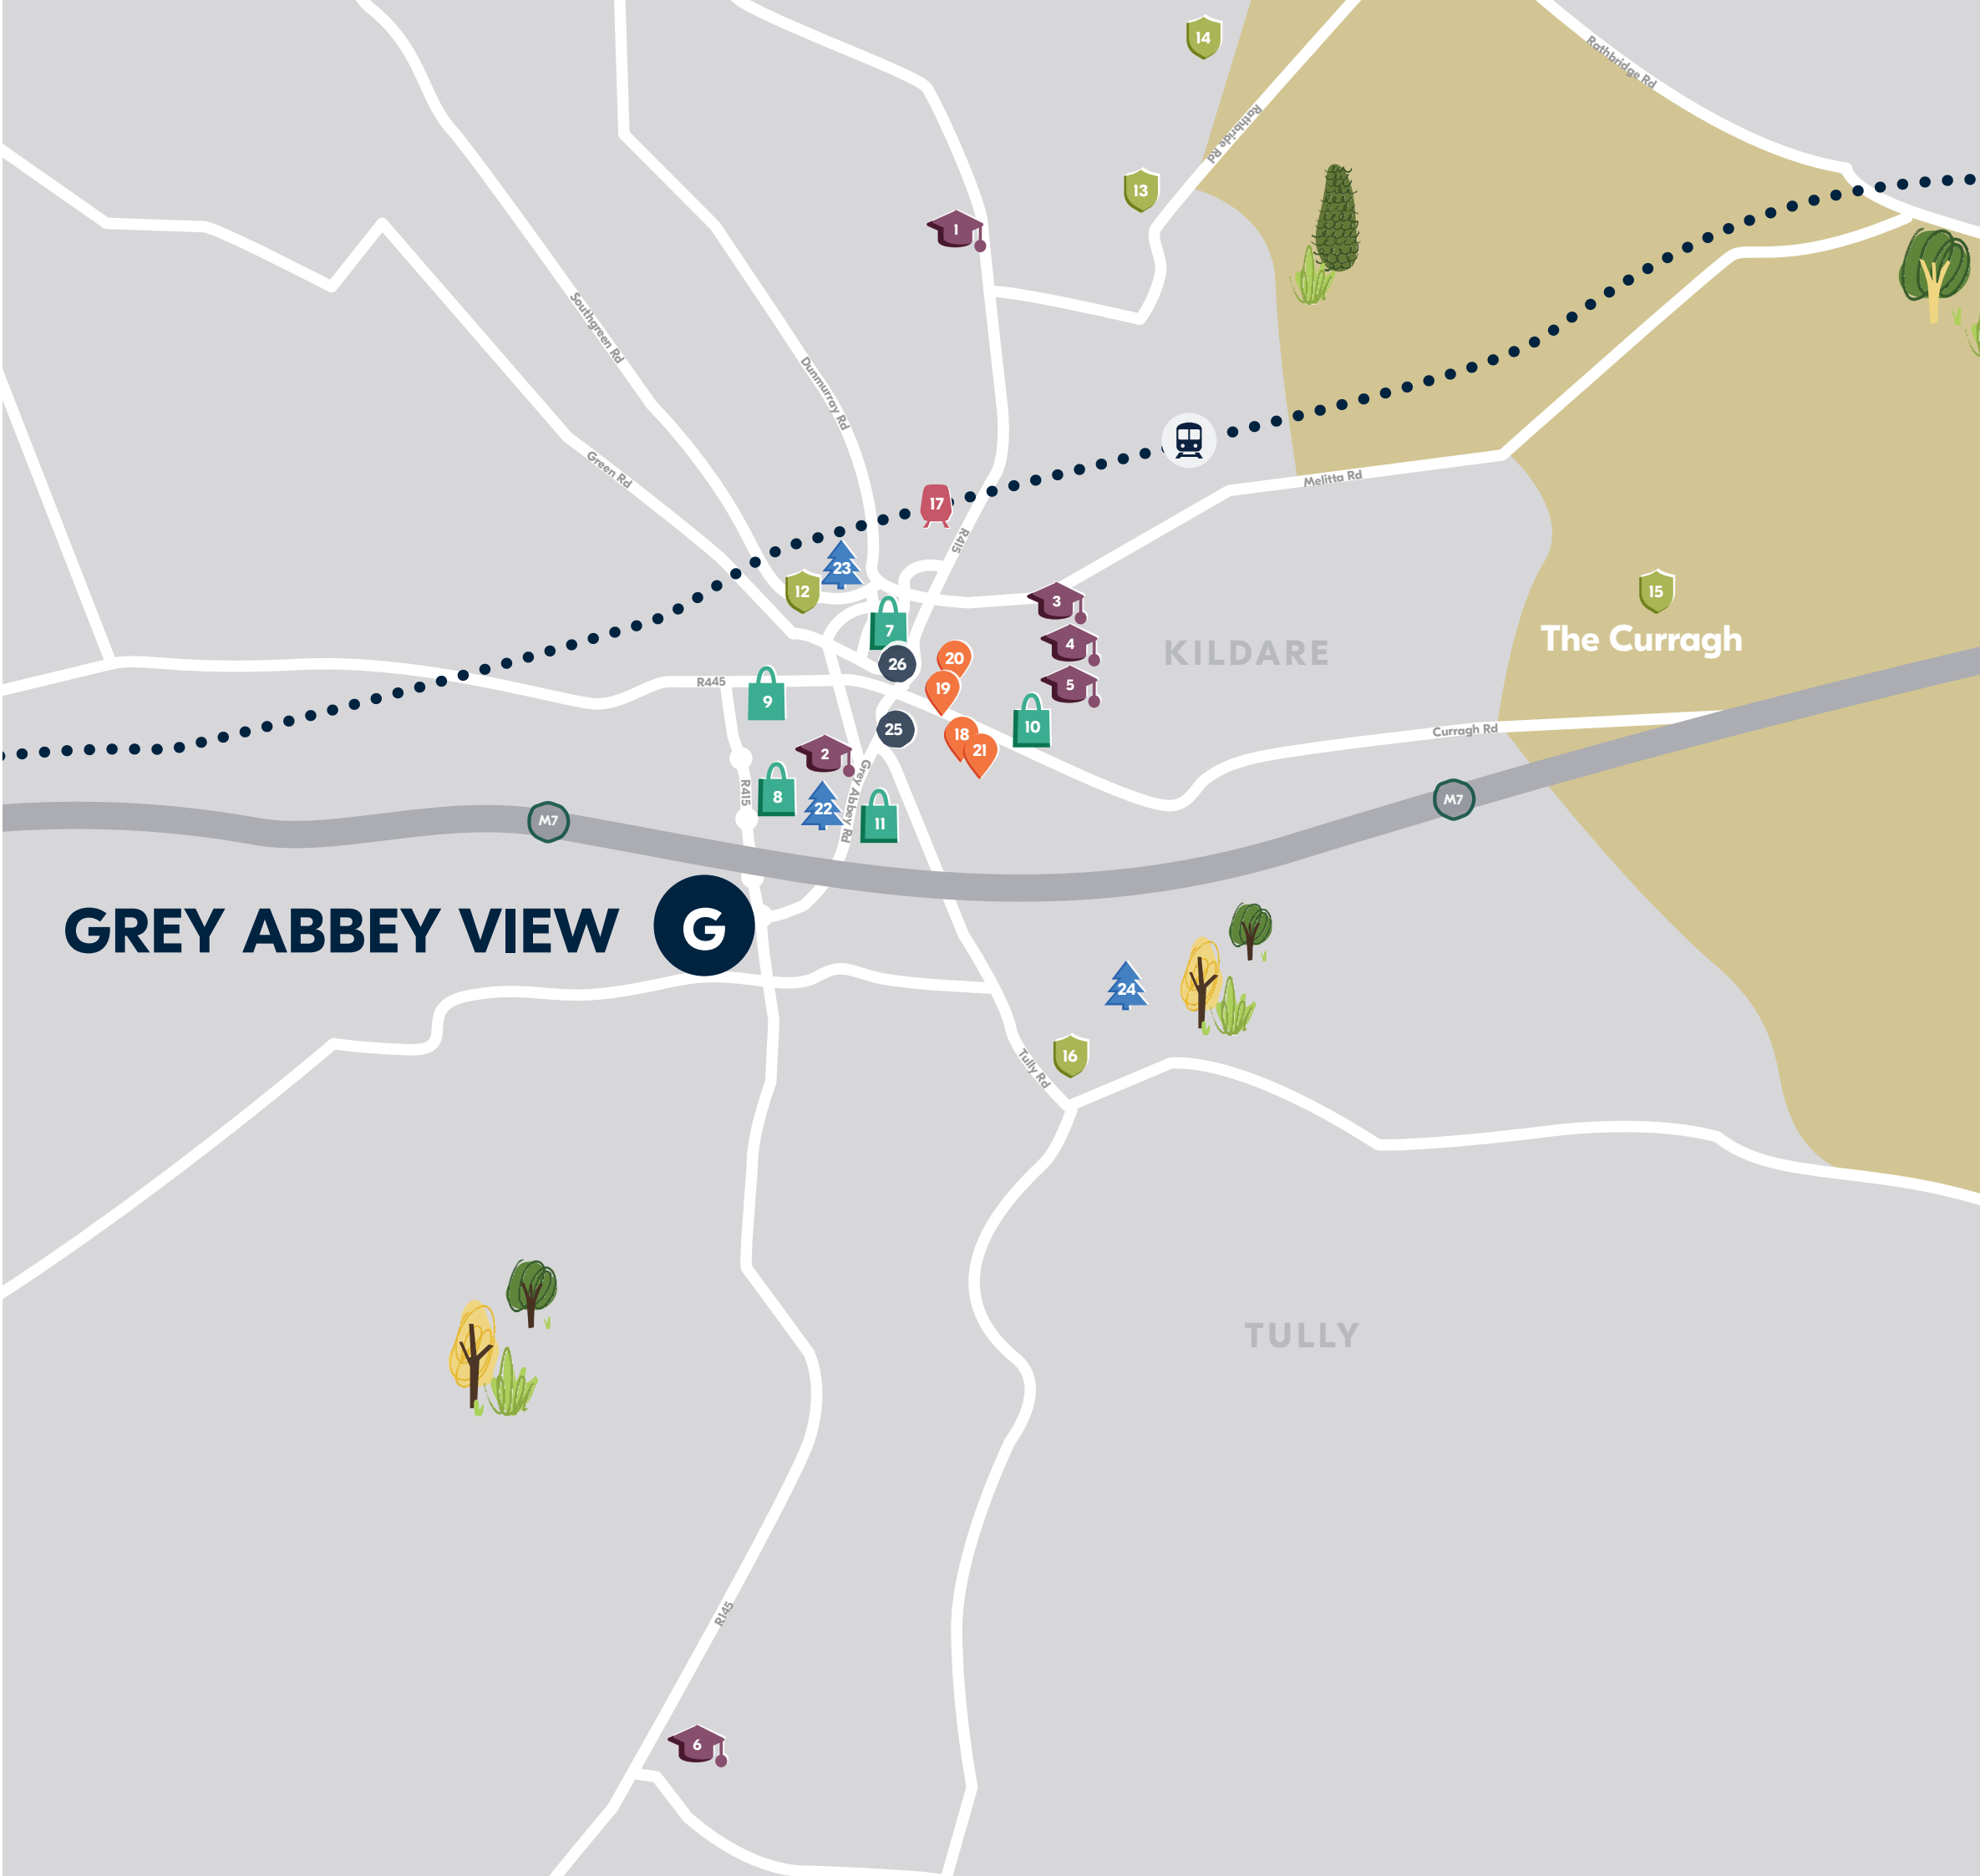 14
Rathbridge Rd
Rathbride Rd
13
1
Southgreen Rd
Dunmurray Rd
Green Rd
Melitta Rd
17
R415
23
12
3
15
7
4
KILDARE
The Curragh
26
20
5
R445
19
9
10
25
18
Curragh Rd
21
2
Grey Abbey Rd
R415
8
22
11
M7
M7
GREY ABBEY VIEW
G
24
16
Tully Rd
TULLY
R145
6